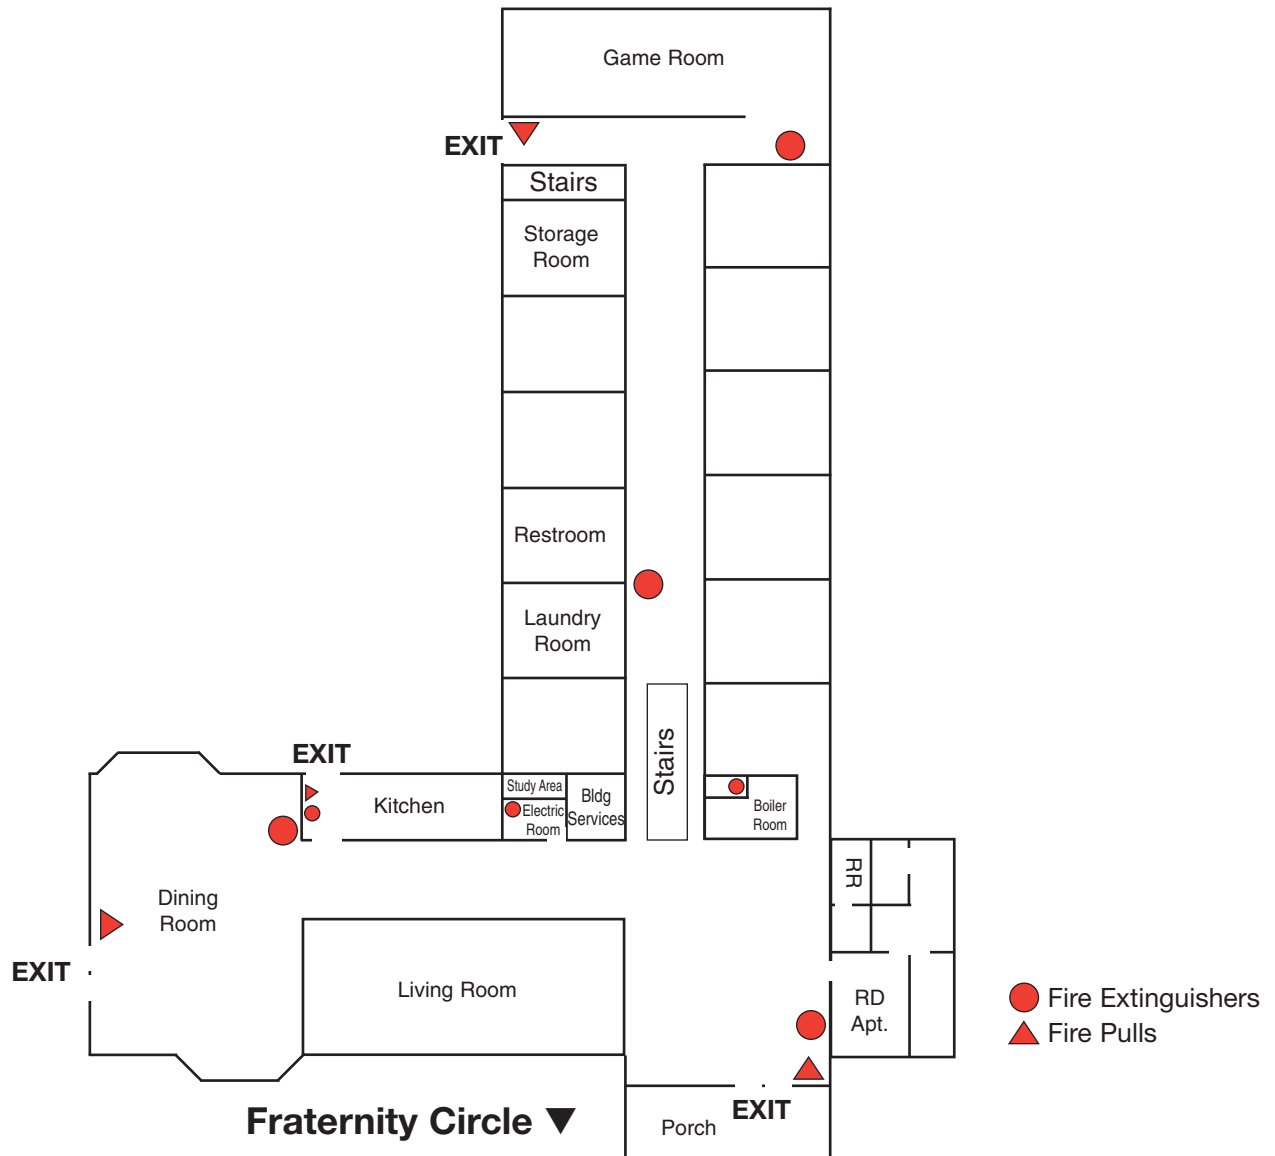 Game Room
EXIT
Stairs
Storage
Room
Restroom
Laundry
Room
Stairs
EXIT
Kitchen
Study Area
Electric
Room
Bldg
Services
Boiler
Room
RR
Dining
Room
EXIT
Living Room
RD
Apt.
Fire Extinguishers
Fire Pulls
Fraternity Circle
EXIT
Porch